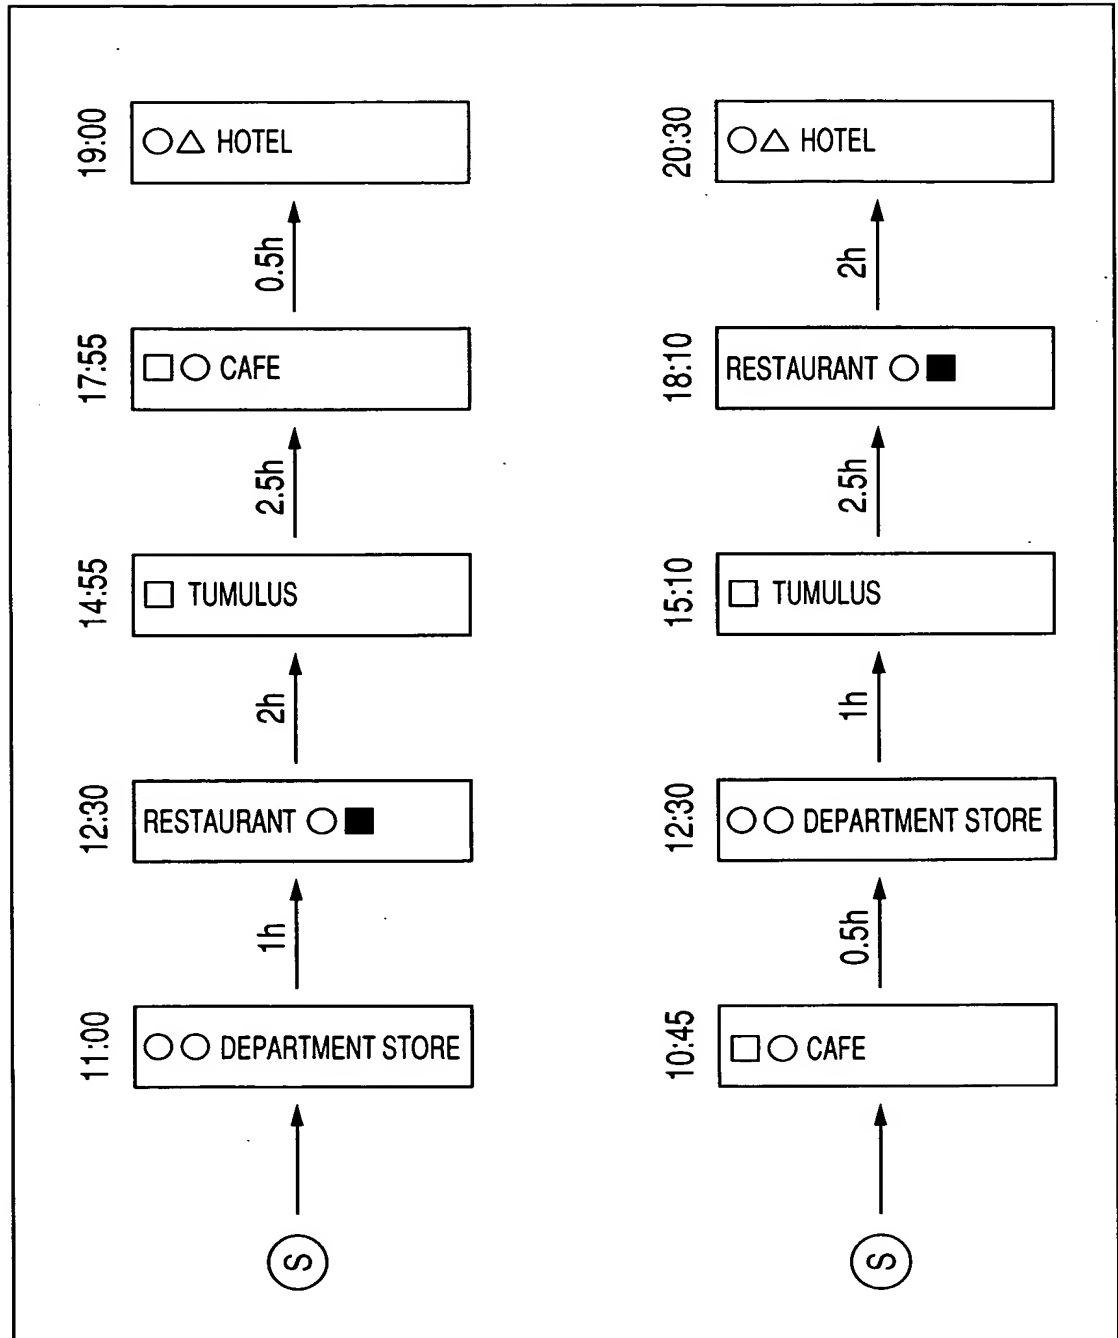 19:00
○△ HOTEL
0.5h
17:55
□○ CAFE
2.5h
14:55
□ TUMULUS
2h
12:30
RESTAURANT ○■
1h
11:00
○○ DEPARTMENT STORE
S
20:30
○△ HOTEL
2h
18:10
RESTAURANT ○■
2.5h
15:10
□ TUMULUS
1h
12:30
○○ DEPARTMENT STORE
0.5h
10:45
□○ CAFE
S